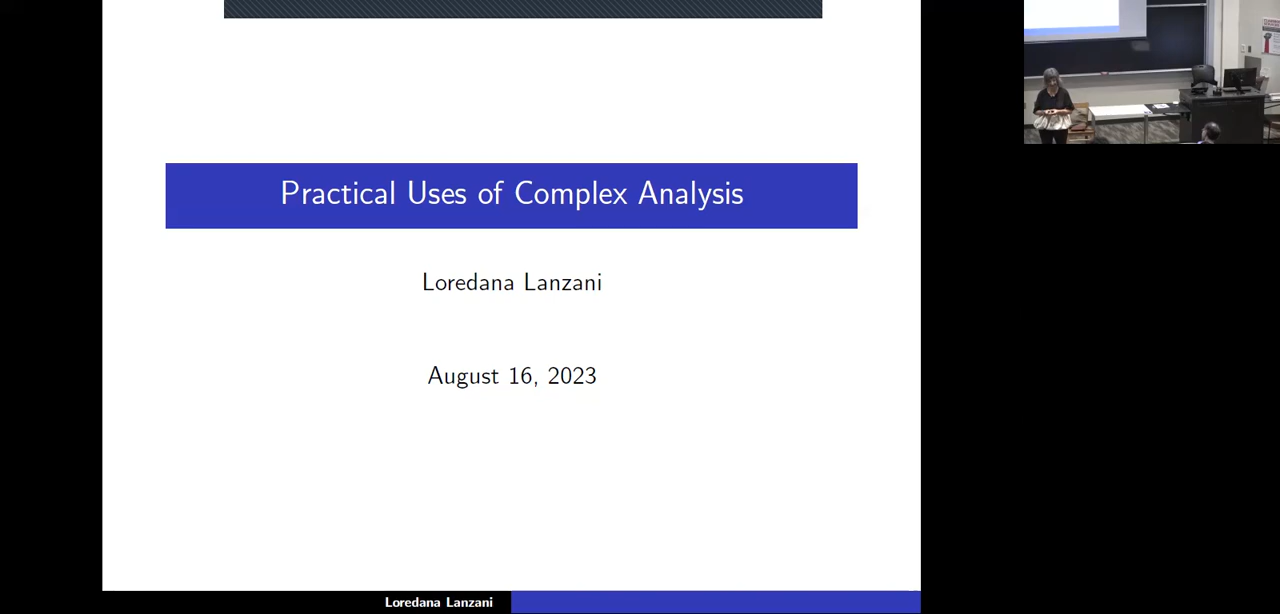 Practical Uses of Complex Analysis
Loredana Lanzani
August 16, 2023
Loredana Lanzani